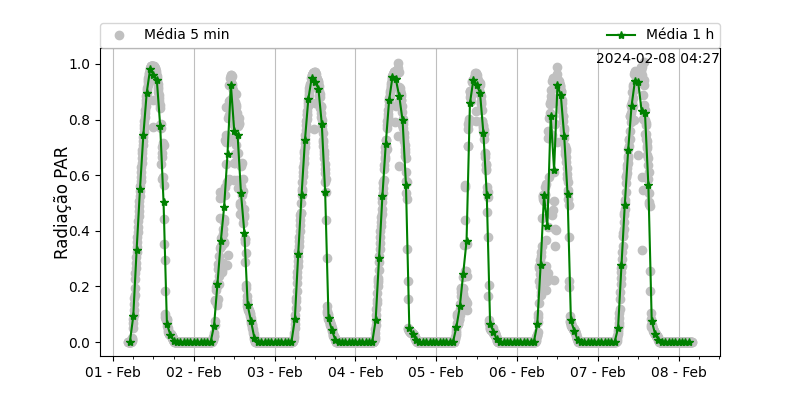 Média 5 min
Média 1 h
2024-02-08 04:27
Radiação PAR
1.0
0.8
0.6
0.4
0.2
0.0
01 - Feb
02 - Feb
03 - Feb
04 - Feb
05 - Feb
06 - Feb
07 - Feb
08 - Feb